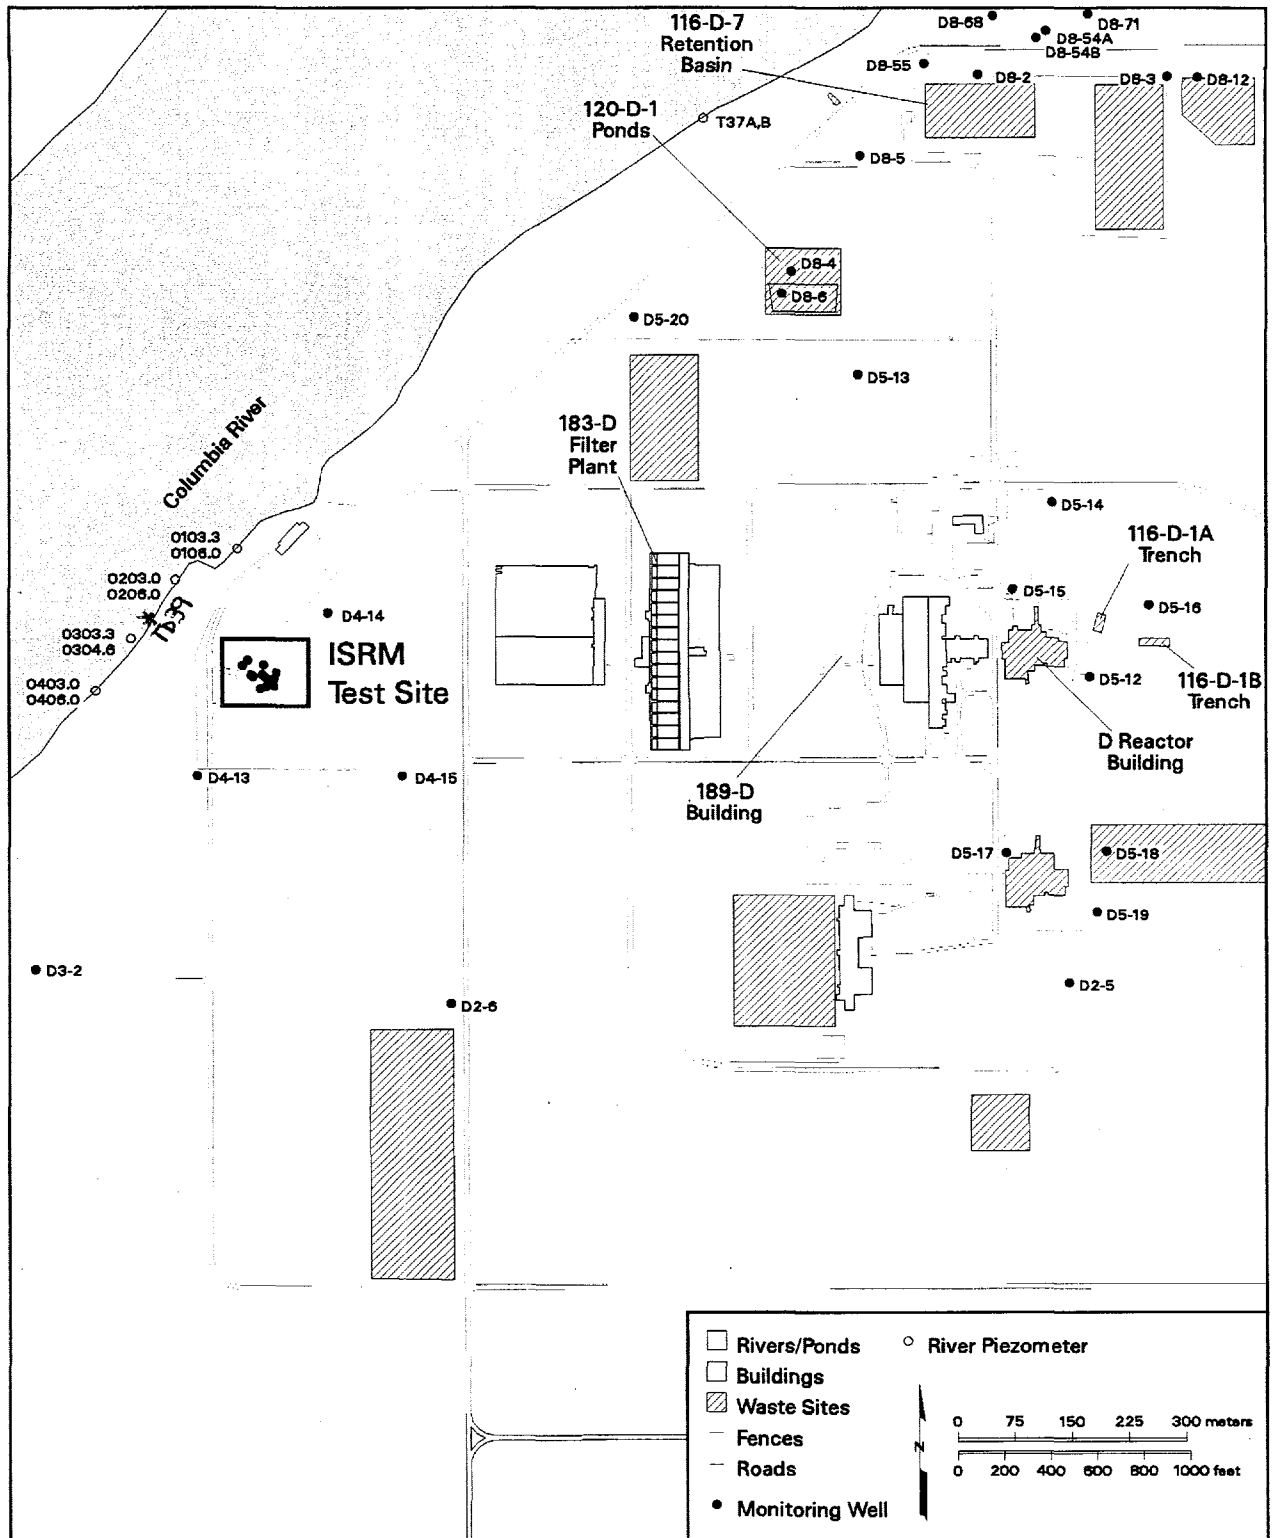 116-D-7
Retention
Basin
D8-68
D8-71
D8-54A
D8-54B
D8-55
D8-2
D8-3
D8-12
120-D-1
Ponds
T37A,B
D8-5
D8-4
D8-6
D5-20
D5-13
Columbia River
183-D
Filter
Plant
D5-14
116-D-1A
Trench
0103.3
0106.0
0203.0
0206.0
TD39
0303.3
0304.6
0403.0
0406.0
D4-14
ISRM
Test Site
D5-15
D5-16
D5-12
116-D-1B
Trench
D Reactor
Building
189-D
Building
D4-13
D4-15
D5-17
D5-18
D5-19
D3-2
D2-6
D2-5
Rivers/Ponds
River Piezometer
Buildings
Waste Sites
Fences
Roads
Monitoring Well
N
0 75 150 225 300 meters
0 200 400 600 800 1000 feet